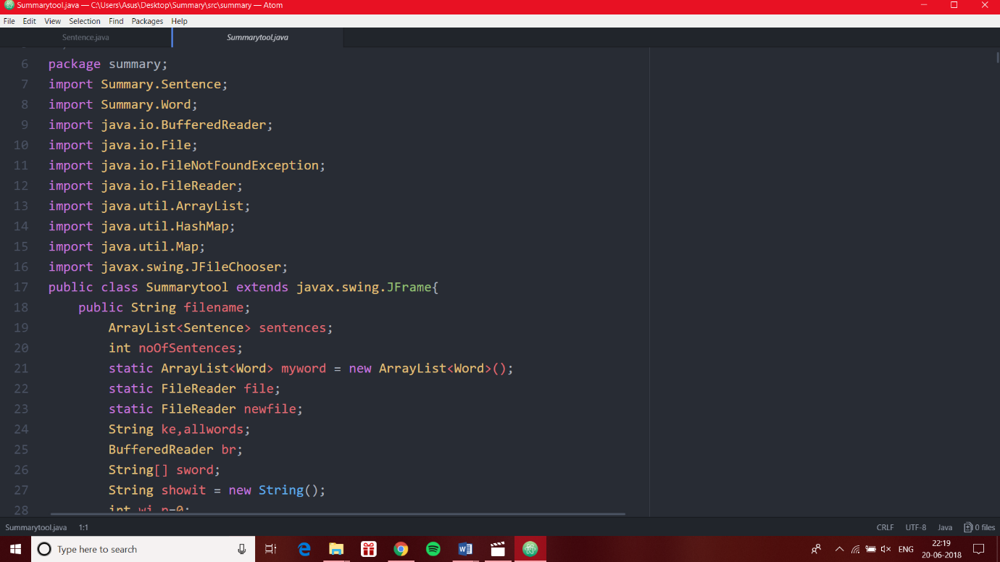 Summarytool.java — C:\Users\Asus\Desktop\Summary\src\summary — Atom
File Edit View Selection Find Packages Help
Sentence.java Summarytool.java
6 package summary;
7 import Summary.Sentence;
8 import Summary.Word;
9 import java.io.BufferedReader;
10 import java.io.File;
11 import java.io.FileNotFoundException;
12 import java.io.FileReader;
13 import java.util.ArrayList;
14 import java.util.HashMap;
15 import java.util.Map;
16 import javax.swing.JFileChooser;
17 public class Summarytool extends javax.swing.JFrame{
18 public String filename;
19 ArrayList<Sentence> sentences;
20 int noOfSentences;
21 static ArrayList<Word> myword = new ArrayList<Word>();
22 static FileReader file;
23 static FileReader newfile;
24 String ke,allwords;
25 BufferedReader br;
26 String[] sword;
27 String showit = new String();
28 int wi,n=0;
Summarytool.java 1:1 CRLF UTF-8 Java 0 files
Type here to search ENG 22:19
20-06-2018